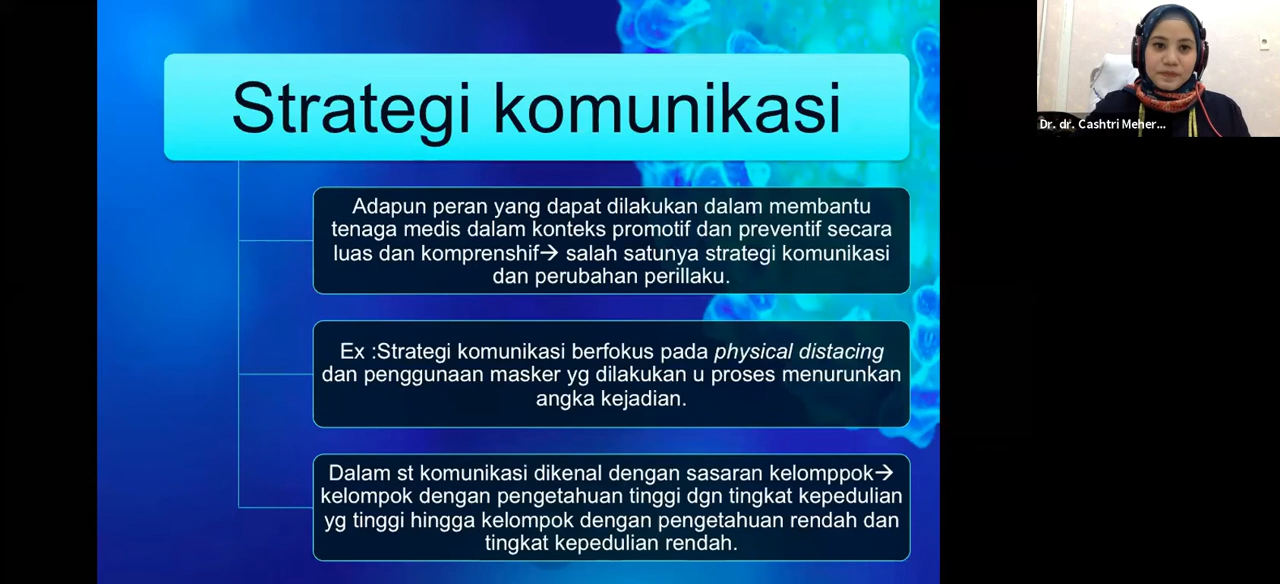 Strategi komunikasi
Adapun peran yang dapat dilakukan dalam membantu
tenaga medis dalam konteks promotif dan preventif secara
luas dan komprenshif→ salah satunya strategi komunikasi
dan perubahan perillaku.
Ex :Strategi komunikasi berfokus pada physical distacing
dan penggunaan masker yg dilakukan u proses menurunkan
angka kejadian.
Dalam st komunikasi dikenal dengan sasaran kelomppok→
kelompok dengan pengetahuan tinggi dgn tingkat kepedulian
yg tinggi hingga kelompok dengan pengetahuan rendah dan
tingkat kepedulian rendah.
Dr. dr. Cashtri Meher...